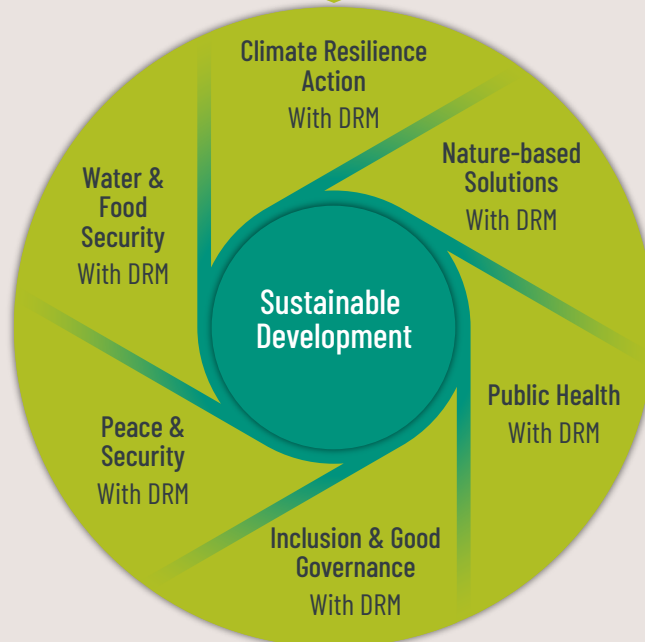 Climate Resilience
Action
With DRM
Nature-based
Solutions
With DRM
Water &
Food
Security
With DRM
Sustainable
Development
Public Health
With DRM
Peace &
Security
With DRM
Inclusion & Good
Governance
With DRM